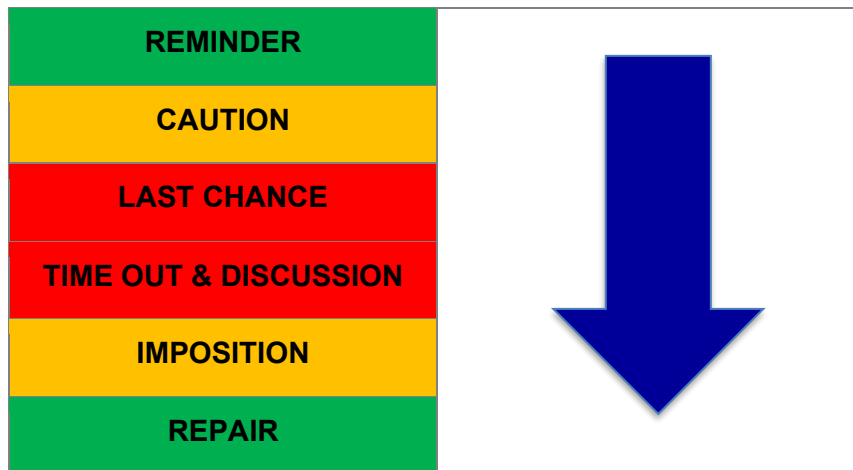 REMINDER
CAUTION
LAST CHANCE
TIME OUT & DISCUSSION
IMPOSITION
REPAIR